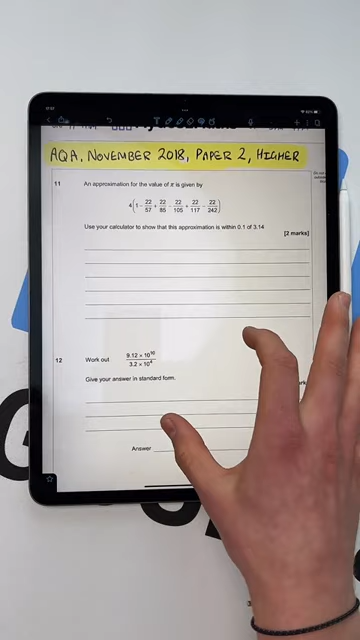 AQA, NOVEMBER 2018, PAPER 2, HIGHER
11 An approximation for the value of π is given by
4(1 − 22/57 + 22/85 − 22/105 + 22/117 − 22/242)
Use your calculator to show that this approximation is within 0.1 of 3.14
[2 marks]
12 Work out 9.12 × 10^10 / 3.2 × 10^4
Give your answer in standard form.
Answer